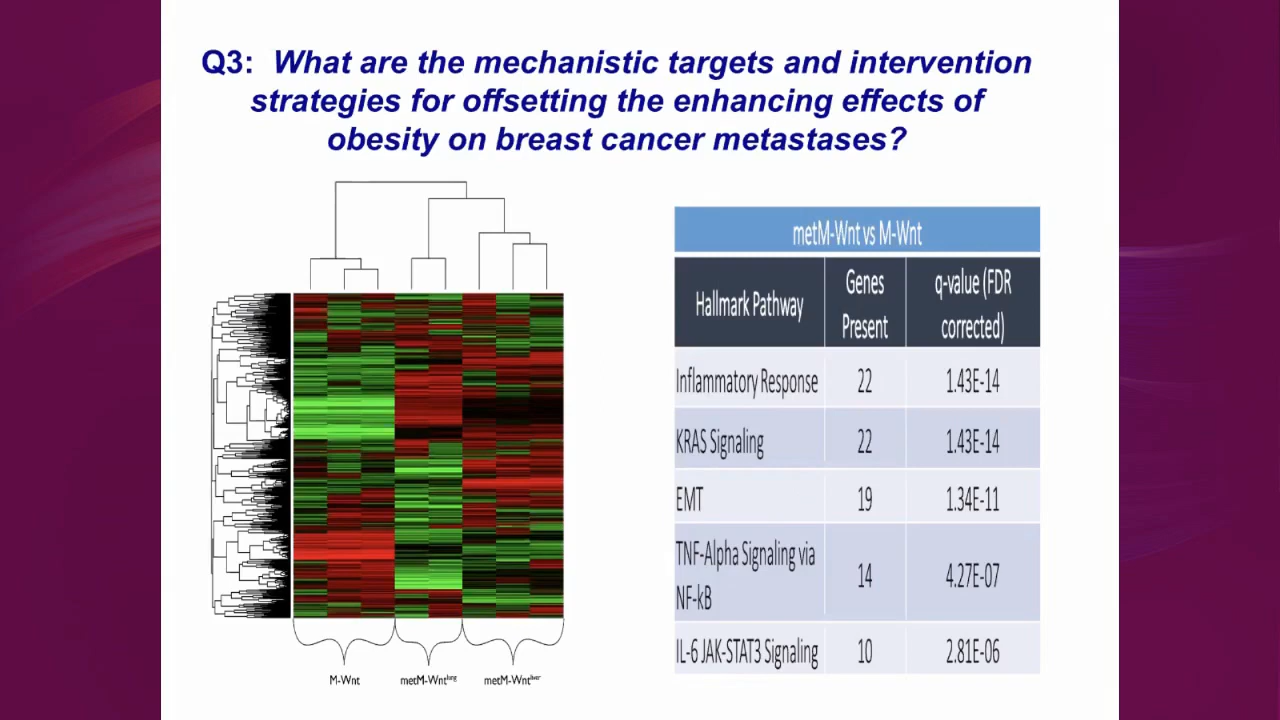 Q3: What are the mechanistic targets and intervention
strategies for offsetting the enhancing effects of
obesity on breast cancer metastases?
metM-Wnt vs M-Wnt
Hallmark Pathway
Genes
Present
q-value (FDR
corrected)
Inflammatory Response 22 1.43E-14
KRAS Signaling 22 1.43E-14
EMT 19 1.34E-11
TNF-Alpha Signaling via
NF-kB
14 4.27E-07
IL-6 JAK-STAT3 Signaling 10 2.81E-06
M-Wnt metM-Wntlung metM-Wntliver